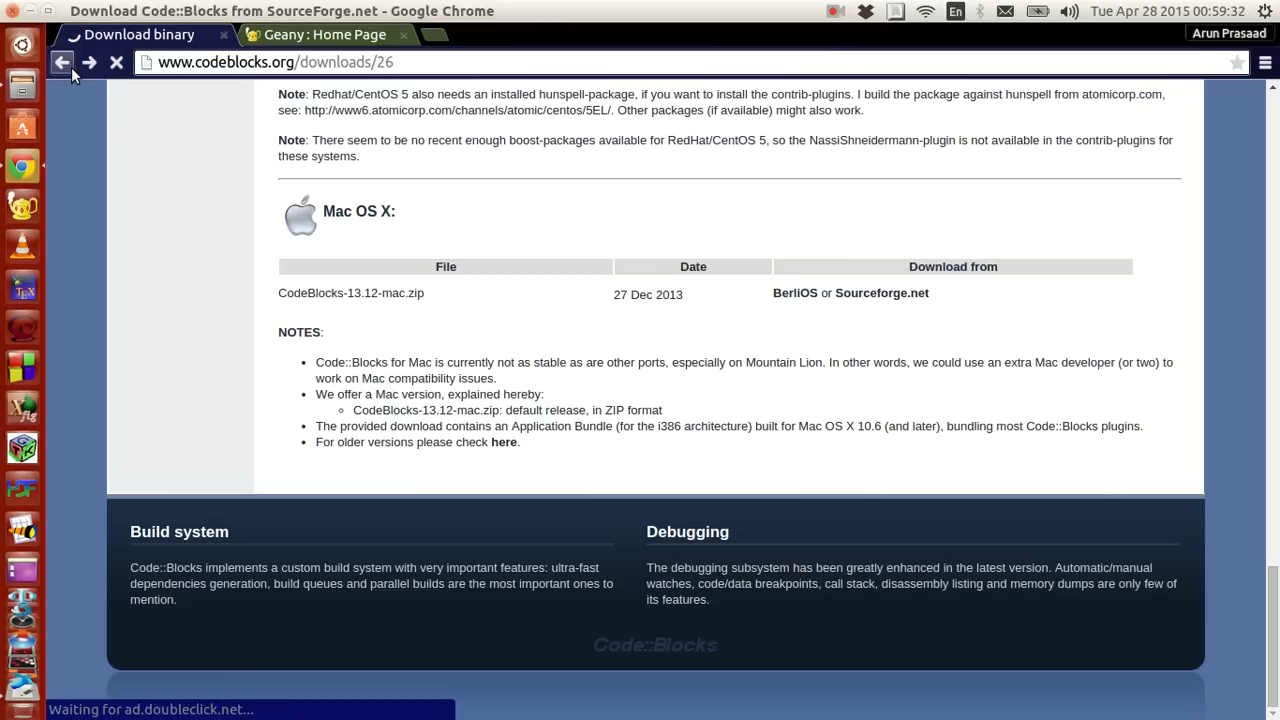 Download Code::Blocks from SourceForge.net - Google Chrome
En
Tue Apr 28 2015 00:59:32
Download binary
Geany : Home Page
Arun Prasaad
www.codeblocks.org/downloads/26
Note: Redhat/CentOS 5 also needs an installed hunspell-package, if you want to install the contrib-plugins. I build the package against hunspell from atomicorp.com,
see: http://www6.atomicorp.com/channels/atomic/centos/5EL/. Other packages (if available) might also work.
Note: There seem to be no recent enough boost-packages available for RedHat/CentOS 5, so the NassiShneidermann-plugin is not available in the contrib-plugins for
these systems.
Mac OS X:
File Date Download from
CodeBlocks-13.12-mac.zip 27 Dec 2013 BerliOS or Sourceforge.net
NOTES:
• Code::Blocks for Mac is currently not as stable as are other ports, especially on Mountain Lion. In other words, we could use an extra Mac developer (or two) to
work on Mac compatibility issues.
• We offer a Mac version, explained hereby:
◦ CodeBlocks-13.12-mac.zip: default release, in ZIP format
• The provided download contains an Application Bundle (for the i386 architecture) built for Mac OS X 10.6 (and later), bundling most Code::Blocks plugins.
• For older versions please check here.
Build system
Code::Blocks implements a custom build system with very important features: ultra-fast
dependencies generation, build queues and parallel builds are the most important ones to
mention.
Debugging
The debugging subsystem has been greatly enhanced in the latest version. Automatic/manual
watches, code/data breakpoints, call stack, disassembly listing and memory dumps are only few of
its features.
Code::Blocks
Waiting for ad.doubleclick.net...